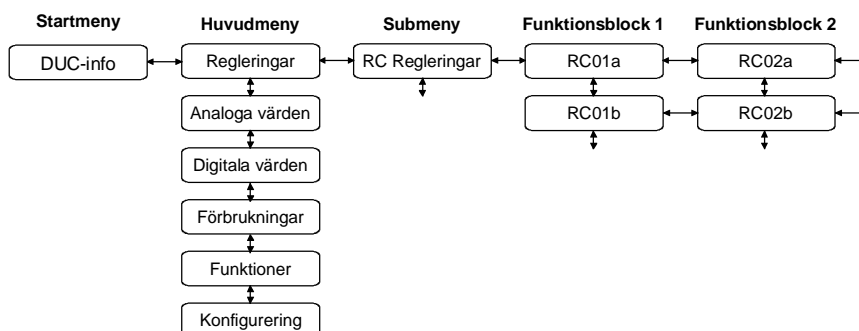 Startmeny Huvudmeny Submeny Funktionsblock 1 Funktionsblock 2
DUC-info Regleringar RC Regleringar RC01a RC02a
Analoga värden RC01b RC02b
Digitala värden
Förbrukningar
Funktioner
Konfigurering